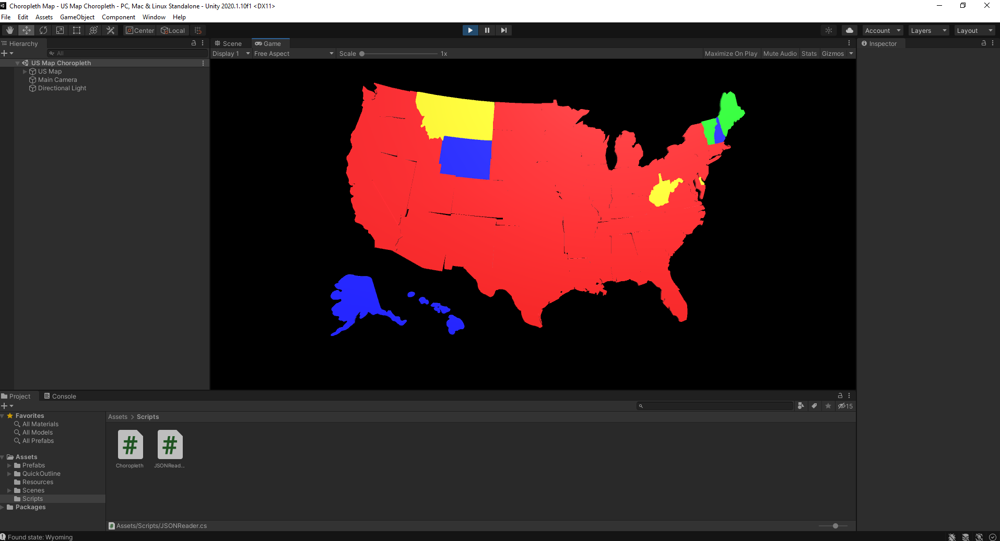 Choropleth Map - US Map Choropleth - PC, Mac & Linux Standalone - Unity 2020.1.10f1 <DX11>
File Edit Assets GameObject Component Window Help
Center Local Account Layers Layout
Hierarchy
All
US Map Choropleth
US Map
Main Camera
Directional Light
Scene Game
Display 1 Free Aspect Scale 1x Maximize On Play Mute Audio Stats Gizmos
Inspector
Project Console
15
Favorites
All Materials
All Models
All Prefabs
Assets
Prefabs
QuickOutline
Resources
Scenes
Scripts
Packages
Assets > Scripts
# #
Choropleth JSONRead...
# Assets/Scripts/JSONReader.cs
Found state: Wyoming